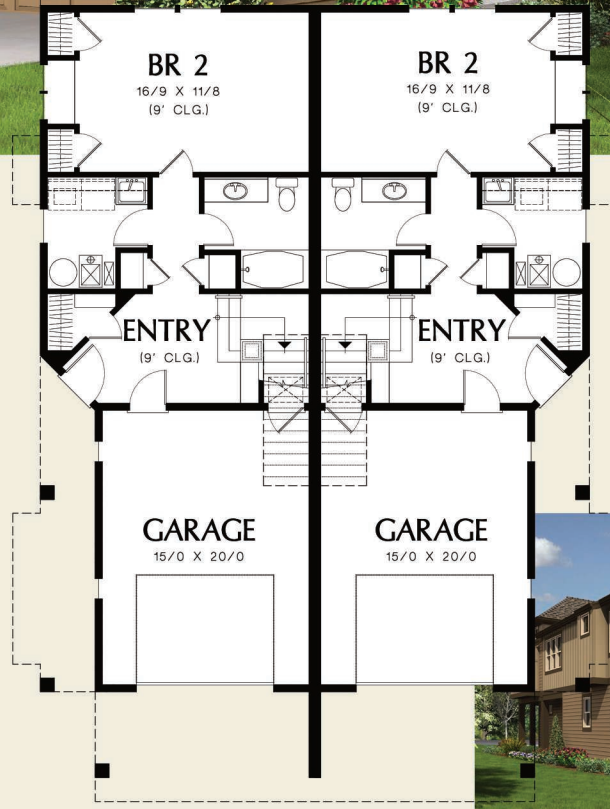 BR 2
16/9 X 11/8
(9' CLG.)
BR 2
16/9 X 11/8
(9' CLG.)
ENTRY
(9' CLG.)
ENTRY
(9' CLG.)
GARAGE
15/0 X 20/0
GARAGE
15/0 X 20/0